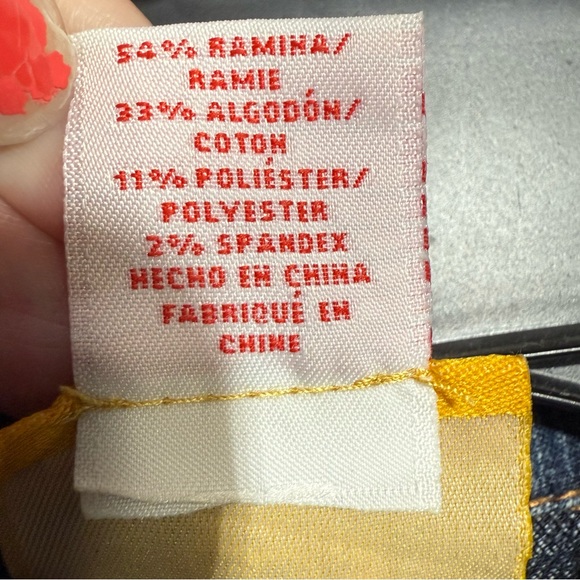 54% RAMINA/
RAMIE
33% ALGODÓN/
COTON
11% POLIÉSTER/
POLYESTER
2% SPANDEX
HECHO EN CHINA
FABRIQUÉ EN
CHINE